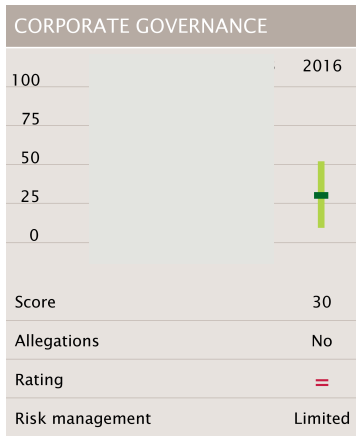 CORPORATE GOVERNANCE
2016
100
75
50
25
0
Score 30
Allegations No
Rating =
Risk management Limited